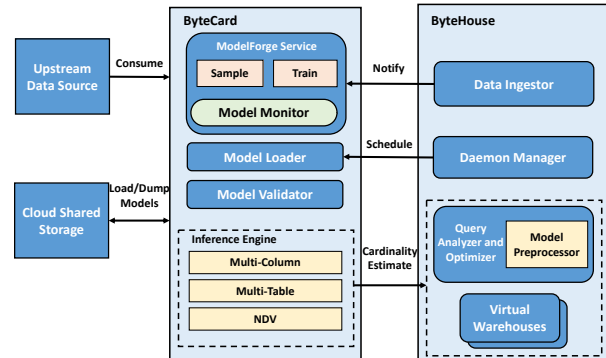 ByteCard
ByteHouse
ModelForge Service
Sample
Train
Model Monitor
Upstream
Data Source
Consume
Notify
Data Ingestor
Model Loader
Schedule
Daemon Manager
Model Validator
Cloud Shared
Storage
Load/Dump
Models
Inference Engine
Multi-Column
Multi-Table
NDV
Cardinality
Estimate
Query
Analyzer and
Optimizer
Model
Preprocessor
Virtual
Warehouses